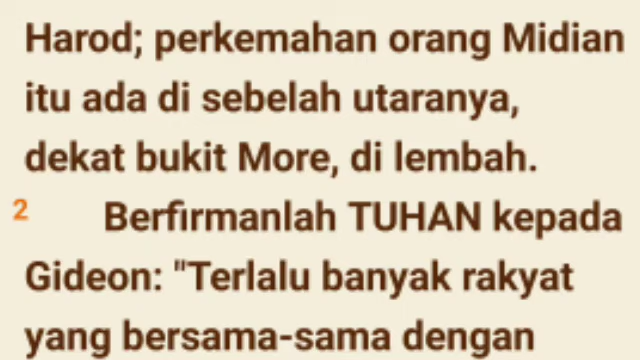 Harod; perkemahan orang Midian
itu ada di sebelah utaranya,
dekat bukit More, di lembah.
2 Berfirmanlah TUHAN kepada
Gideon: "Terlalu banyak rakyat
yang bersama-sama dengan